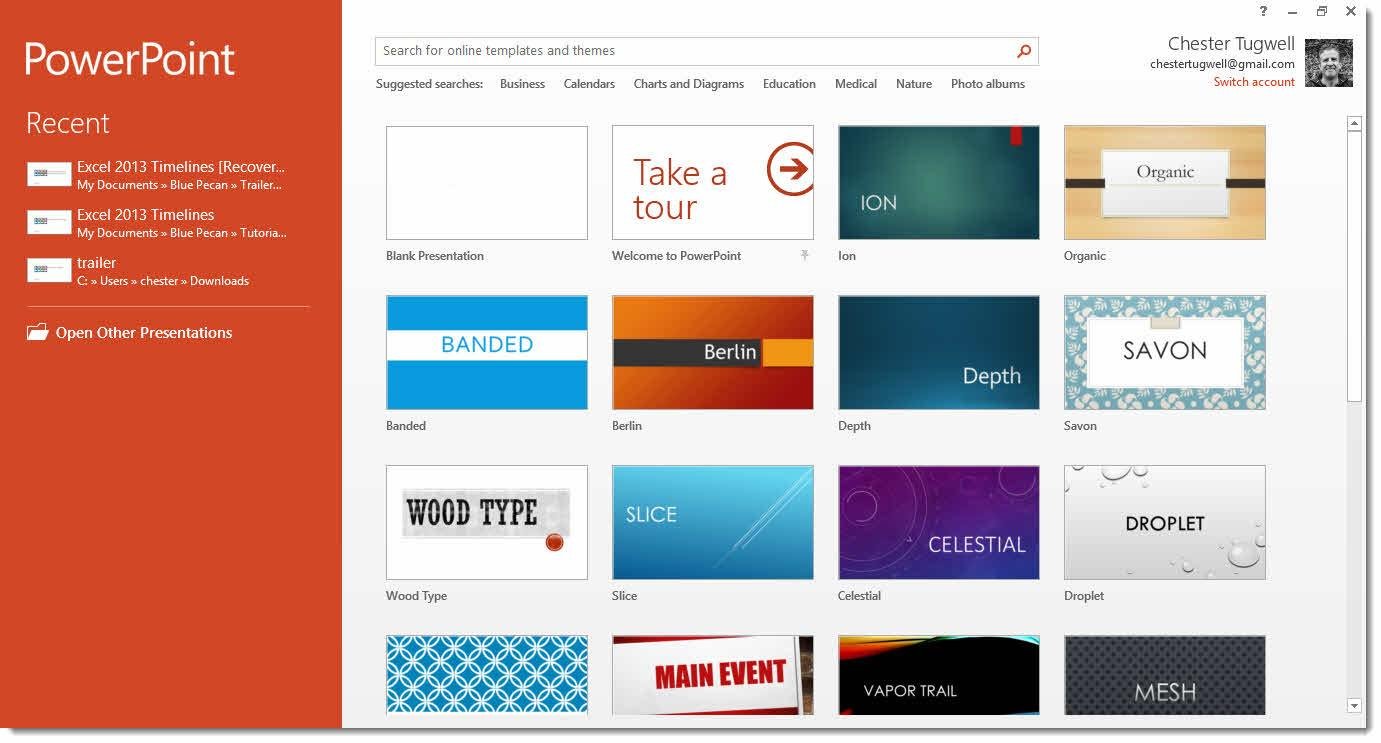 ?
PowerPoint
Recent
Excel 2013 Timelines [Recover...
My Documents » Blue Pecan » Trailer...
Excel 2013 Timelines
My Documents » Blue Pecan » Tutoria...
trailer
C: » Users » chester » Downloads
Open Other Presentations
Search for online templates and themes
Suggested searches: Business Calendars Charts and Diagrams Education Medical Nature Photo albums
Chester Tugwell
chestertugwell@gmail.com
Switch account
Take a
tour
ION
Organic
Blank Presentation Welcome to PowerPoint Ion Organic
BANDED
Berlin
Depth
SAVON
Banded Berlin Depth Savon
WOOD TYPE
SLICE
CELESTIAL
DROPLET
Wood Type Slice Celestial Droplet
MAIN EVENT
VAPOR TRAIL
MESH